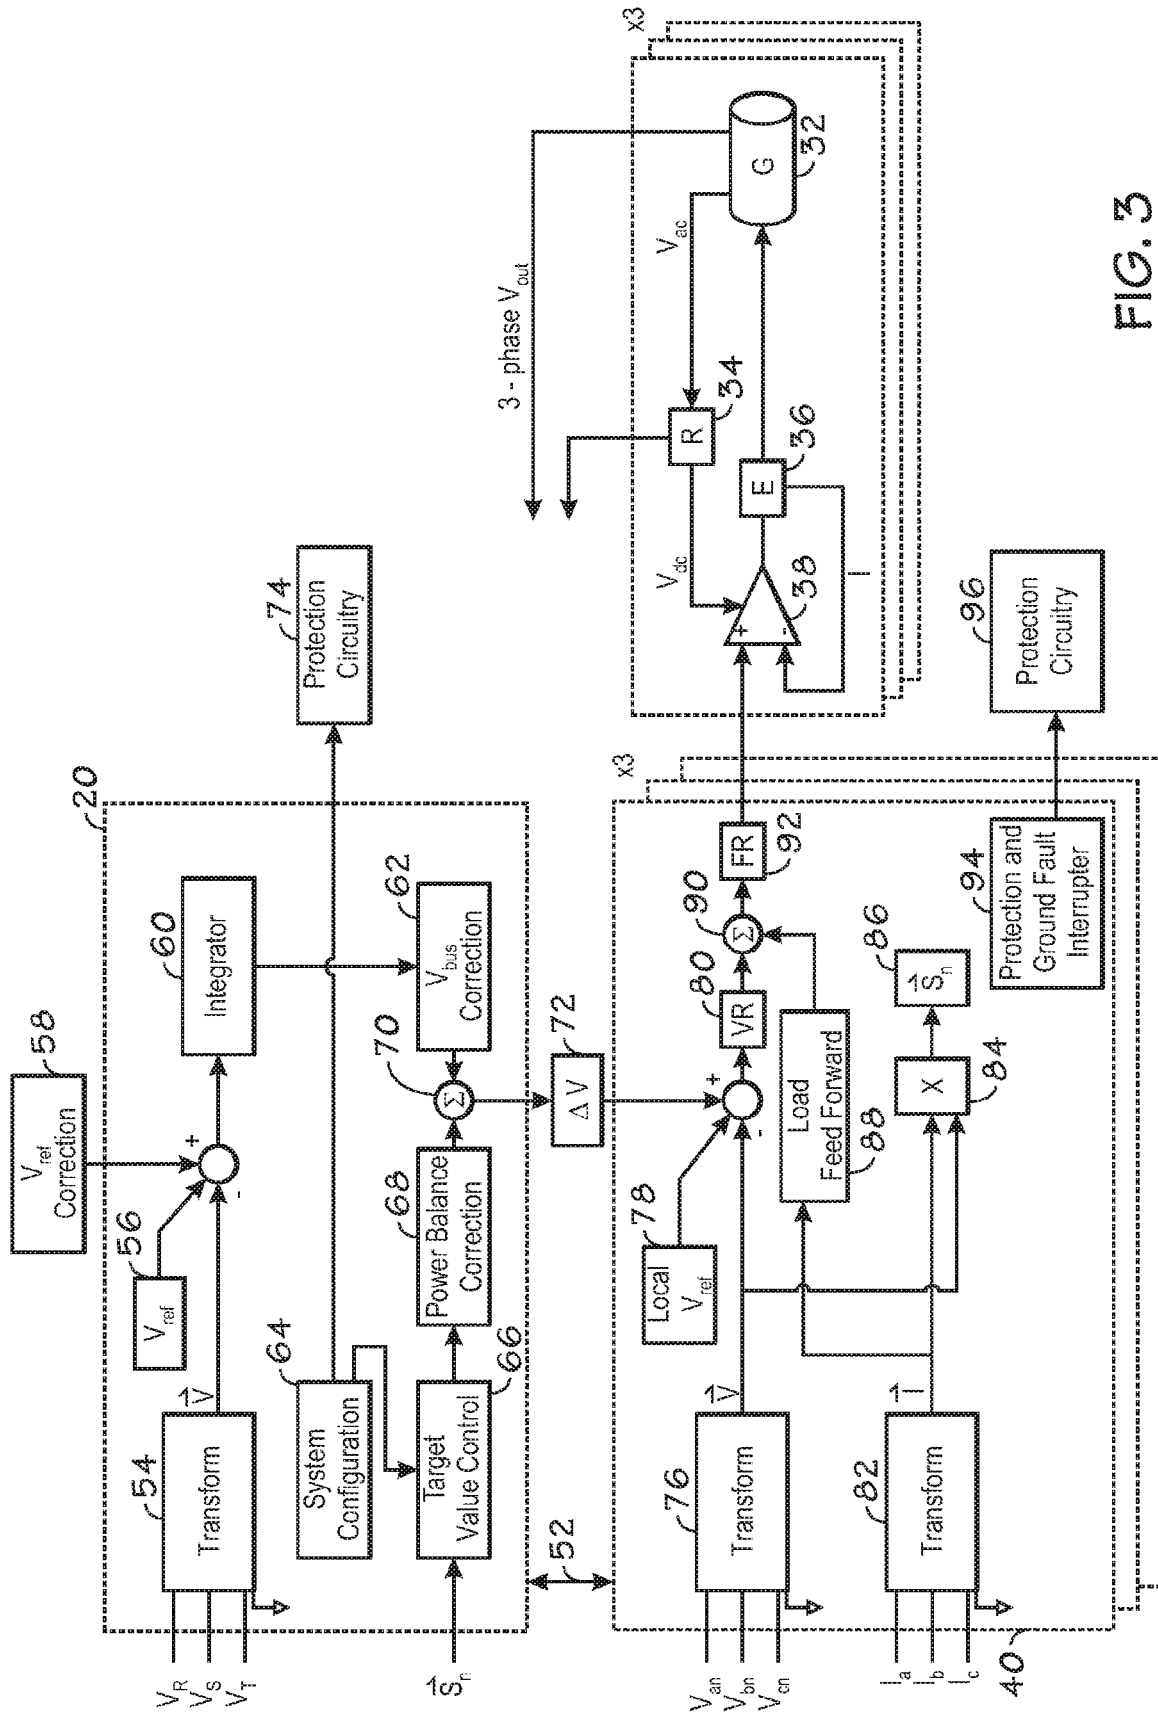 58
V_ref
Correction
20
54
Transform
V_R
V_S
V_T
V
56
V_ref
+
-
60
Integrator
64
System
Configuration
74
Protection
Circuitry
S_n
66
Target
Value Control
68
Power Balance
Correction
70
Σ
62
V_bus
Correction
52
72
Δ V
x3
40
76
Transform
V_an
V_bn
V_cn
V
78
Local
V_ref
+
-
80
VR
90
Σ
92
FR
88
Load
Feed Forward
82
Transform
I_a
I_b
I_c
I
84
X
86
S_n
94
Protection and
Ground Fault
Interrupter
96
Protection
Circuitry
x3
3 - phase V_out
V_ac
V_dc
R
34
+
-
38
E
36
I
G
32
FIG. 3